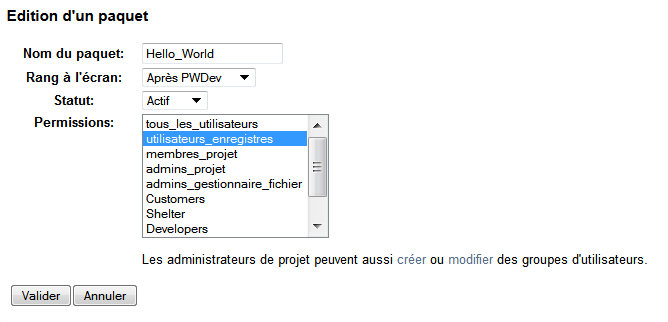 Edition d'un paquet
Nom du paquet: Hello_World
Rang à l'écran: Après PWDev
Statut: Actif
Permissions: tous_les_utilisateurs
utilisateurs_enregistres
membres_projet
admins_projet
admins_gestionnaire_fichier
Customers
Shelter
Developers
Les administrateurs de projet peuvent aussi créer ou modifier des groupes d'utilisateurs.
Valider Annuler